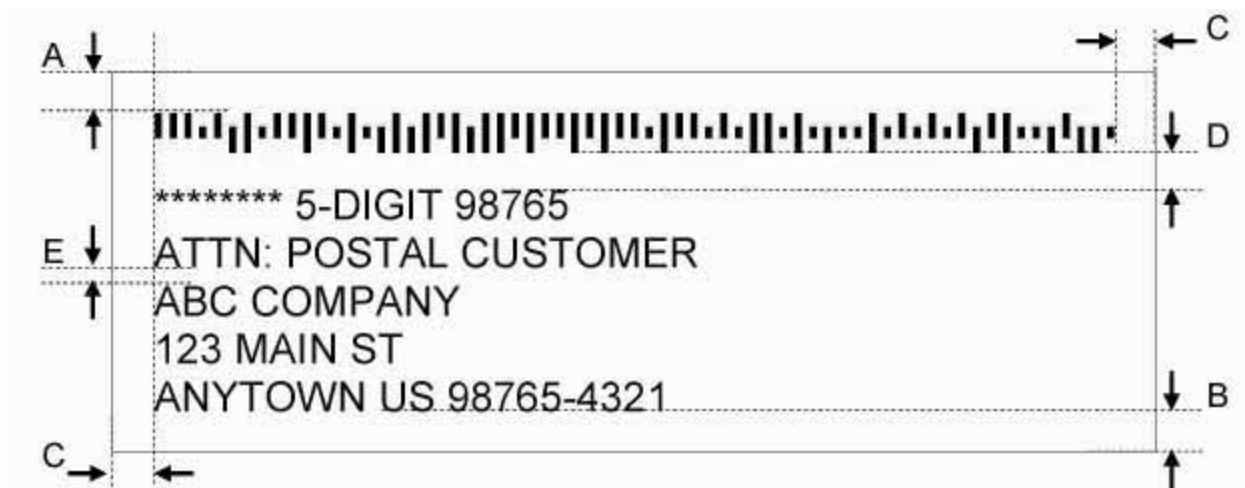 A
C
D
******** 5-DIGIT 98765
E
ATTN: POSTAL CUSTOMER
ABC COMPANY
123 MAIN ST
ANYTOWN US 98765-4321
B
C